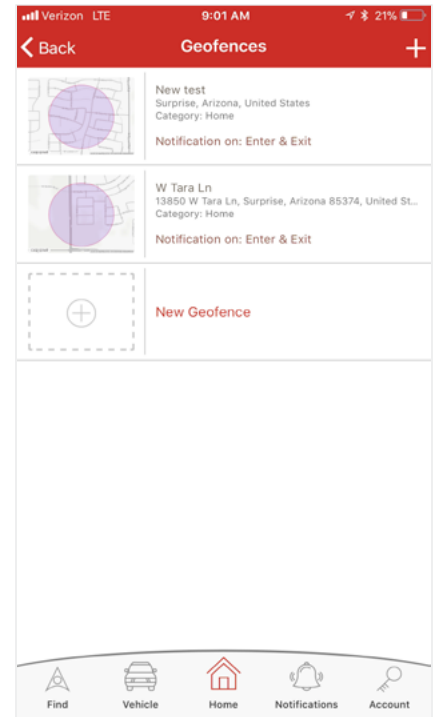 Verizon LTE 9:01 AM 21%
Back Geofences
New test
Surprise, Arizona, United States
Category: Home
Notification on: Enter & Exit
W Tara Ln
13850 W Tara Ln, Surprise, Arizona 85374, United St...
Category: Home
Notification on: Enter & Exit
New Geofence
Find Vehicle Home Notifications Account